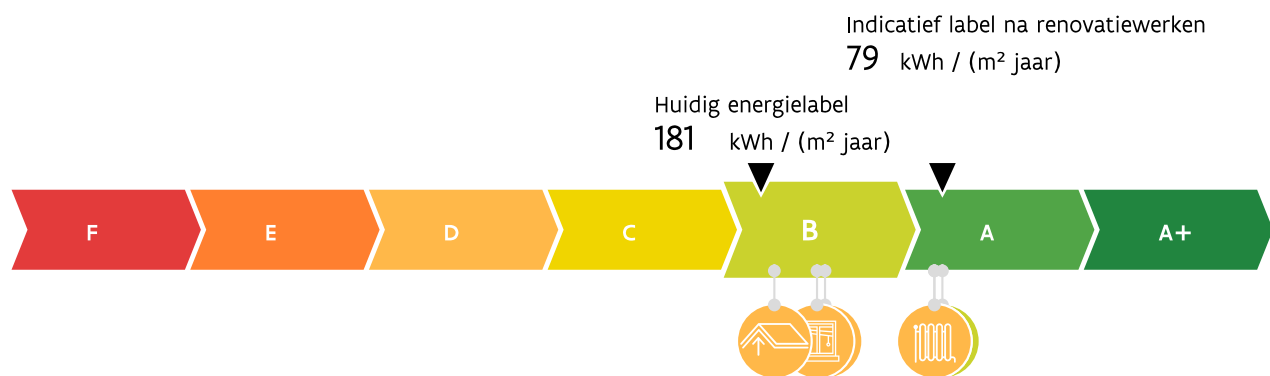 Indicatief label na renovatiewerken
79 kWh / (m² jaar)
Huidig energielabel
181 kWh / (m² jaar)
F E D C B A A+